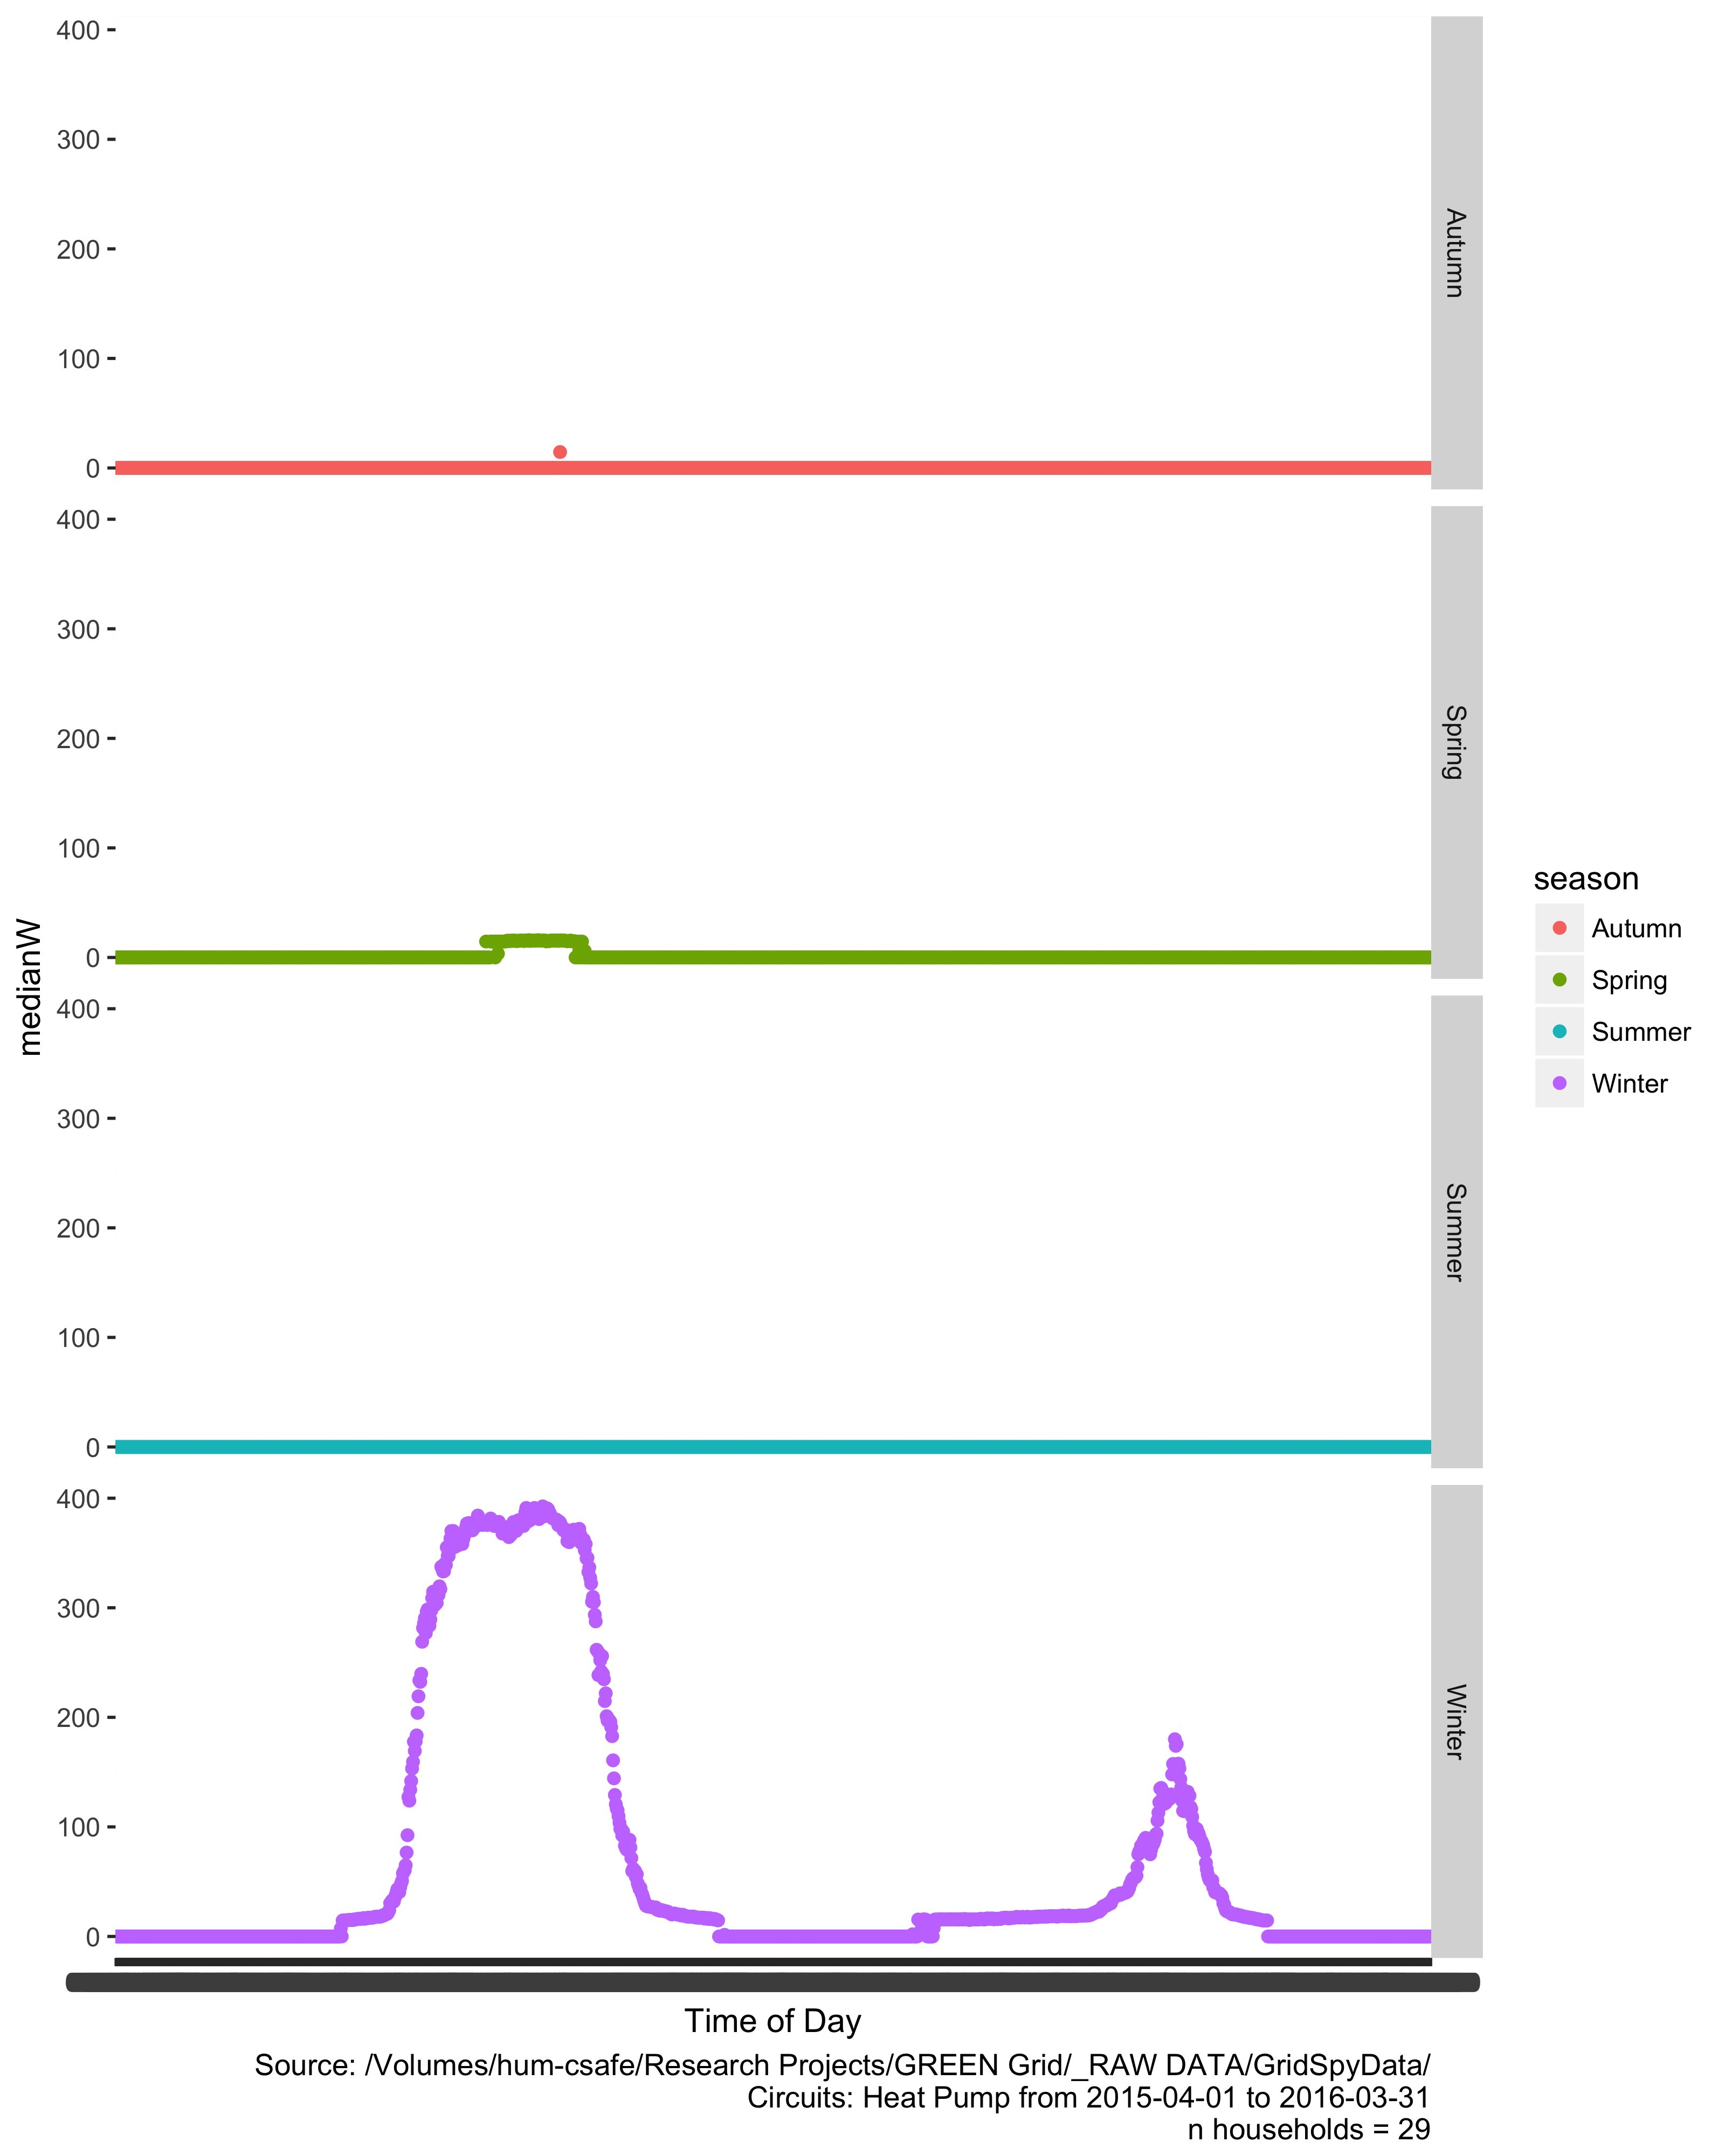 400
300
200
100
0
Autumn
400
300
200
100
0
Spring
400
300
200
100
0
Summer
400
300
200
100
0
Winter
medianW
Time of Day
season
Autumn
Spring
Summer
Winter
Source: /Volumes/hum-csafe/Research Projects/GREEN Grid/_RAW DATA/GridSpyData/
Circuits: Heat Pump from 2015-04-01 to 2016-03-31
n households = 29